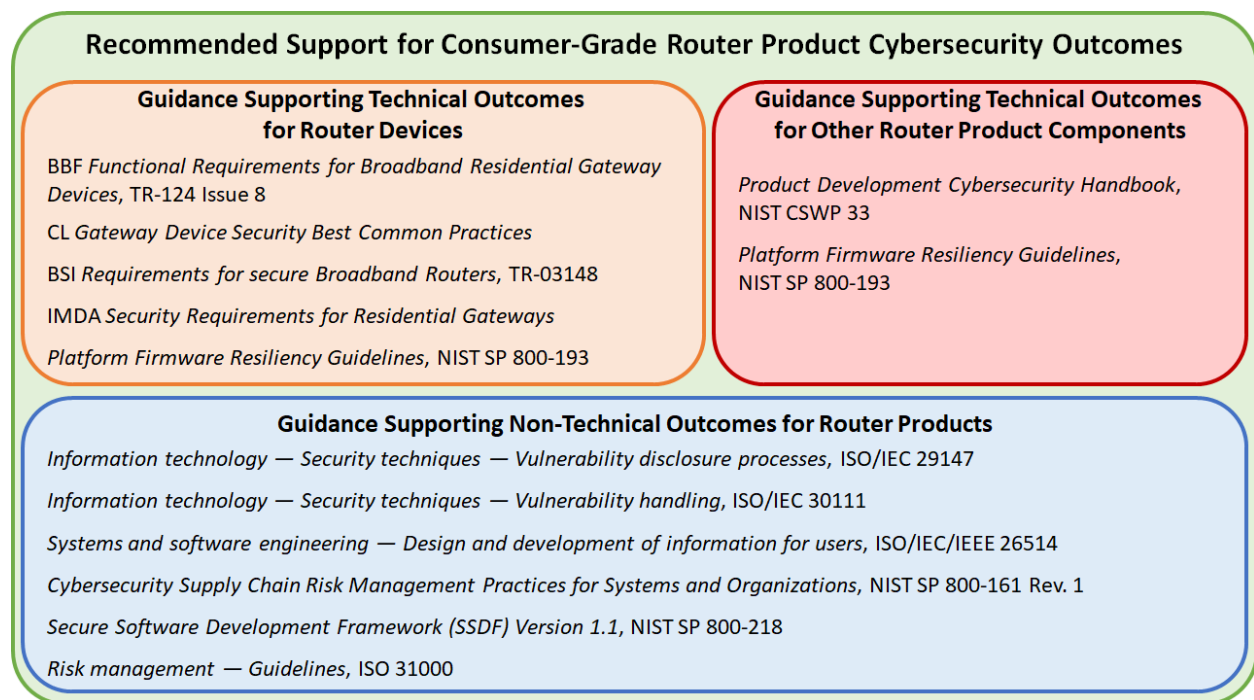 Recommended Support for Consumer-Grade Router Product Cybersecurity Outcomes
Guidance Supporting Technical Outcomes
for Router Devices
BBF Functional Requirements for Broadband Residential Gateway
Devices, TR-124 Issue 8
CL Gateway Device Security Best Common Practices
BSI Requirements for secure Broadband Routers, TR-03148
IMDA Security Requirements for Residential Gateways
Platform Firmware Resiliency Guidelines, NIST SP 800-193
Guidance Supporting Technical Outcomes
for Other Router Product Components
Product Development Cybersecurity Handbook,
NIST CSWP 33
Platform Firmware Resiliency Guidelines,
NIST SP 800-193
Guidance Supporting Non-Technical Outcomes for Router Products
Information technology — Security techniques — Vulnerability disclosure processes, ISO/IEC 29147
Information technology — Security techniques — Vulnerability handling, ISO/IEC 30111
Systems and software engineering — Design and development of information for users, ISO/IEC/IEEE 26514
Cybersecurity Supply Chain Risk Management Practices for Systems and Organizations, NIST SP 800-161 Rev. 1
Secure Software Development Framework (SSDF) Version 1.1, NIST SP 800-218
Risk management — Guidelines, ISO 31000